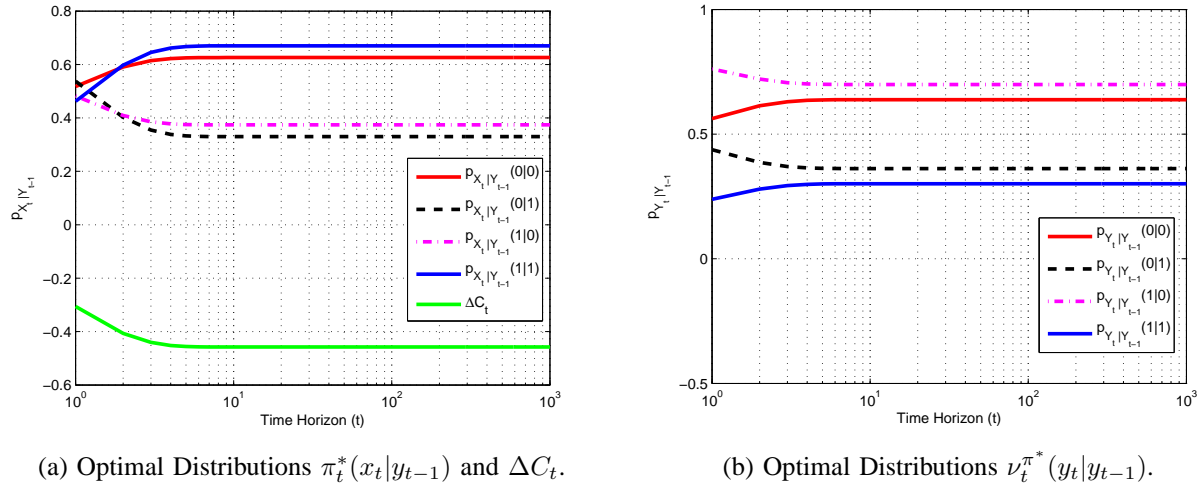 0.8
0.6
0.4
0.2
0
−0.2
−0.4
−0.6
p_{X_t|Y_{t−1}}
10^0
10^1
10^2
10^3
Time Horizon (t)
p_{X_t|Y_{t−1}}(0|0)
p_{X_t|Y_{t−1}}(0|1)
p_{X_t|Y_{t−1}}(1|0)
p_{X_t|Y_{t−1}}(1|1)
ΔC_t
(a) Optimal Distributions π_t^*(x_t|y_{t−1}) and ΔC_t.
1
0.5
0
−0.5
p_{Y_t|Y_{t−1}}
10^0
10^1
10^2
10^3
Time Horizon (t)
p_{Y_t|Y_{t−1}}(0|0)
p_{Y_t|Y_{t−1}}(0|1)
p_{Y_t|Y_{t−1}}(1|0)
p_{Y_t|Y_{t−1}}(1|1)
(b) Optimal Distributions ν_t^{π^*}(y_t|y_{t−1}).